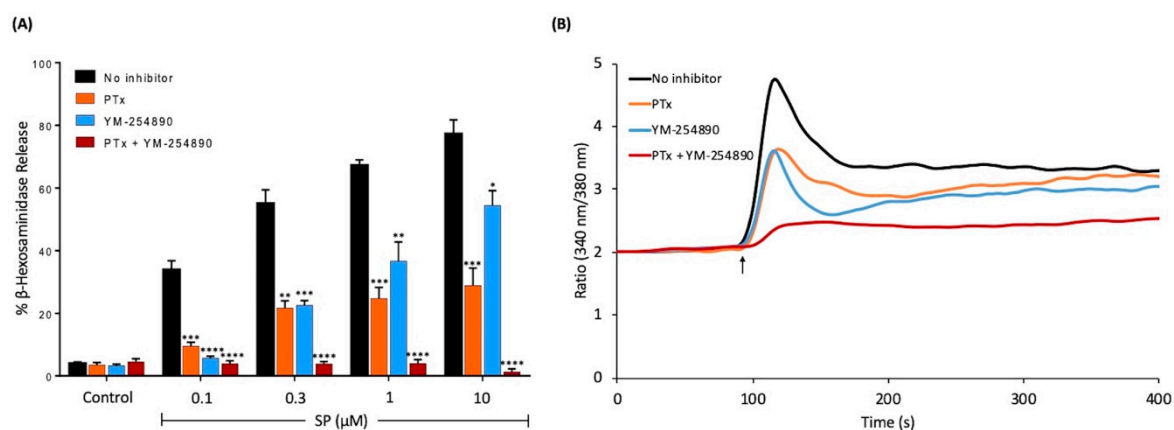 (A)
100
80
60
40
20
0
% β-Hexosaminidase Release
No inhibitor
PTx
YM-254890
PTx + YM-254890
*** **** ****
** *** ****
*** ** ****
*** * ****
Control 0.1 0.3 1 10
SP (µM)
(B)
5
4
3
2
1
0
Ratio (340 nm/380 nm)
No inhibitor
PTx
YM-254890
PTx + YM-254890
0 100 200 300 400
Time (s)